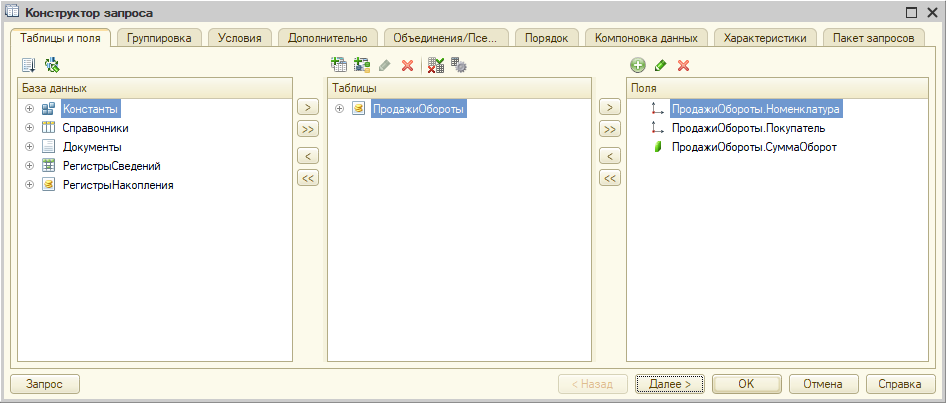 Конструктор запроса
Таблицы и поля Группировка Условия Дополнительно Объединения/Псе... Порядок Компоновка данных Характеристики Пакет запросов
База данных Таблицы Поля
Константы > ПродажиОбороты > ПродажиОбороты.Номенклатура
Справочники >> >> ПродажиОбороты.Покупатель
Документы < < ПродажиОбороты.СуммаОборот
РегистрыСведений << <<
РегистрыНакопления
Запрос < Назад Далее > OK Отмена Справка